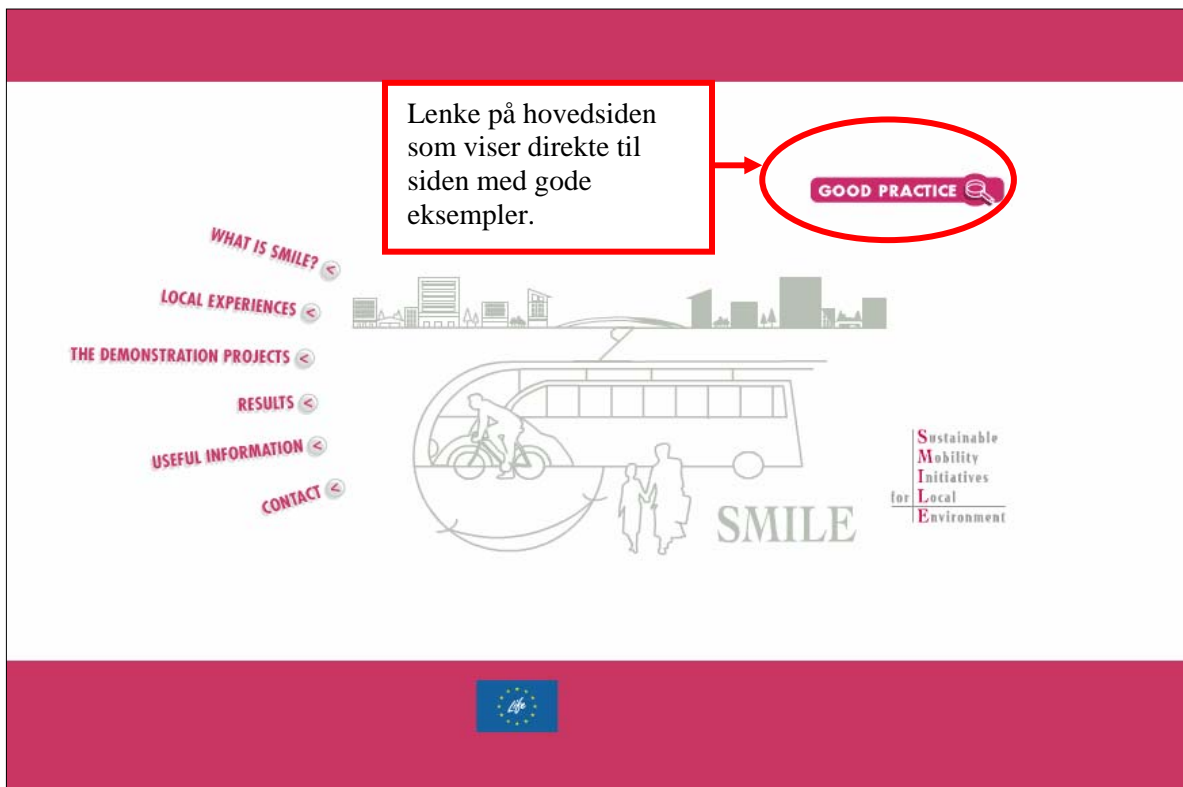 Lenke på hovedsiden
som viser direkte til
siden med gode
eksempler.
GOOD PRACTICE
WHAT IS SMILE?
LOCAL EXPERIENCES
THE DEMONSTRATION PROJECTS
RESULTS
USEFUL INFORMATION
CONTACT
SMILE
Sustainable
Mobility
Initiatives
for Local
Environment
Life